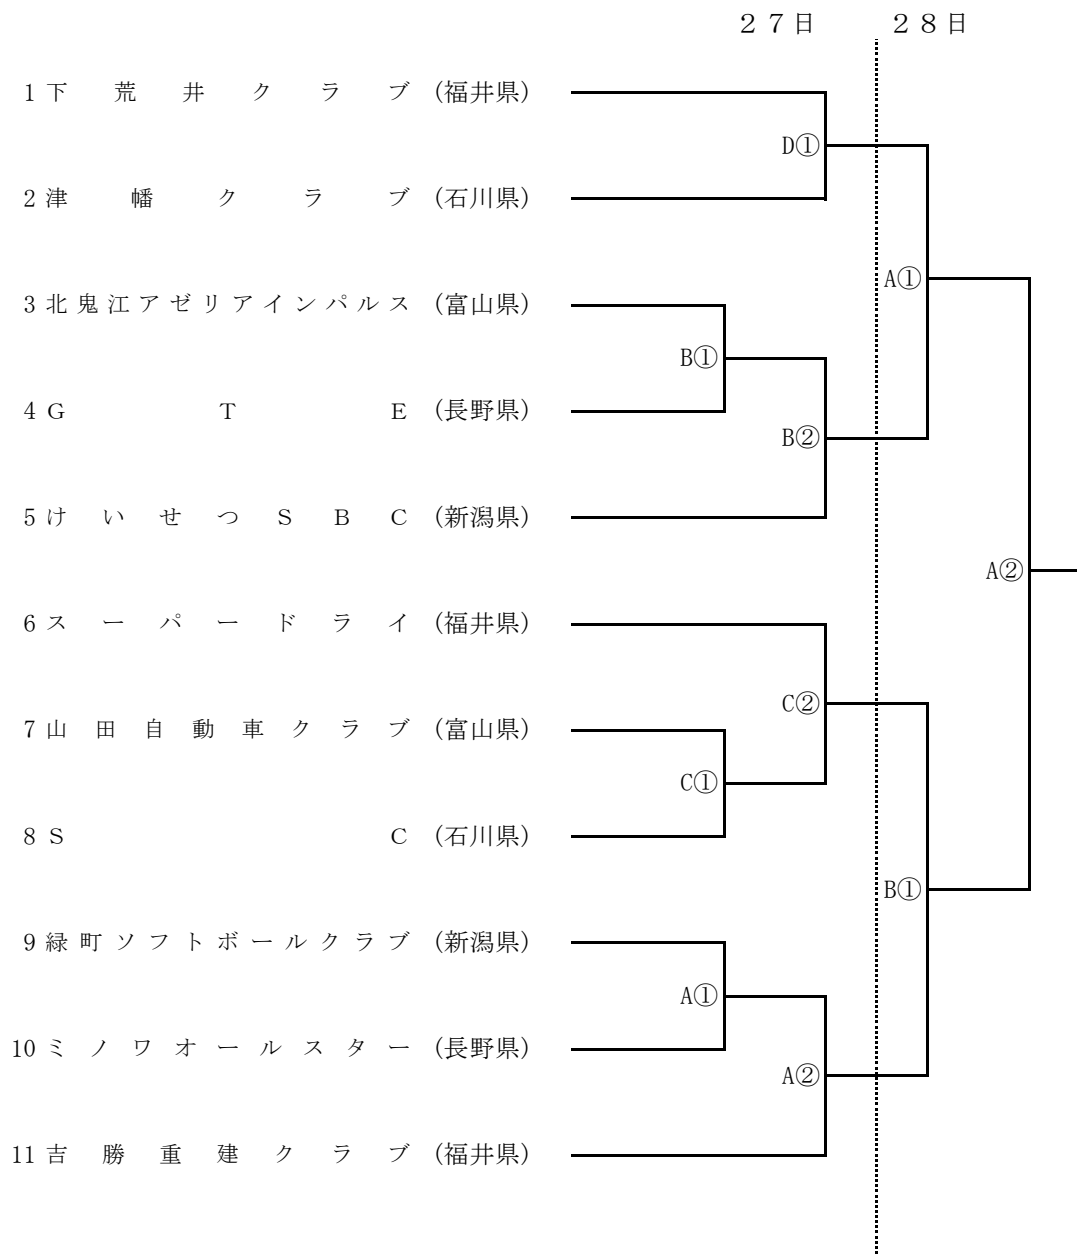 ２７日 ２８日
1 下荒井クラブ (福井県)
D①
2 津幡クラブ (石川県)
A①
3 北鬼江アゼリアインパルス (富山県)
B①
4 G T E (長野県)
B②
5 けいせつＳＢＣ (新潟県)
A②
6 スーパードライ (福井県)
C②
7 山田自動車クラブ (富山県)
C①
8 S C (石川県)
B①
9 緑町ソフトボールクラブ (新潟県)
A①
10 ミノワオールスター (長野県)
A②
11 吉勝重建クラブ (福井県)